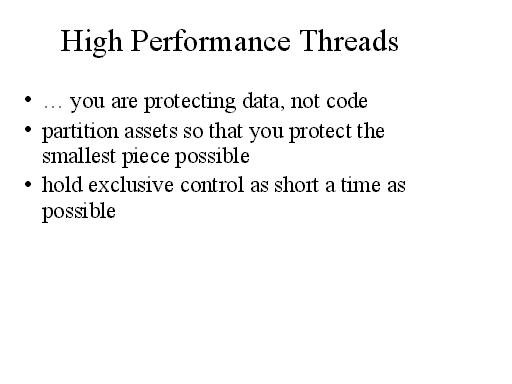 High Performance Threads
• … you are protecting data, not code
• partition assets so that you protect the
smallest piece possible
• hold exclusive control as short a time as
possible